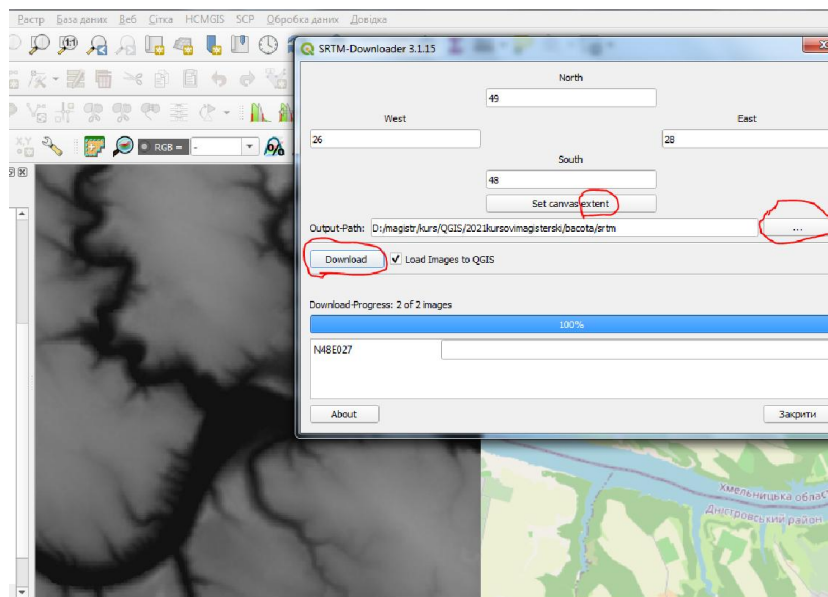 Растр База даних Веб Сітка HCMGIS SCP Обробка даних Довідка
SRTM-Downloader 3.1.15
North
49
West
East
26
28
South
48
Set canvas extent
Output-Path: D:/magistr/kurs/QGIS/2021kursovimagisterski/bacota/srtm ...
Download Load Images to QGIS
Download-Progress: 2 of 2 images
100%
N48E027
About
Закрити
X,Y
RGB = -
Хмельницька област
Дністровський район